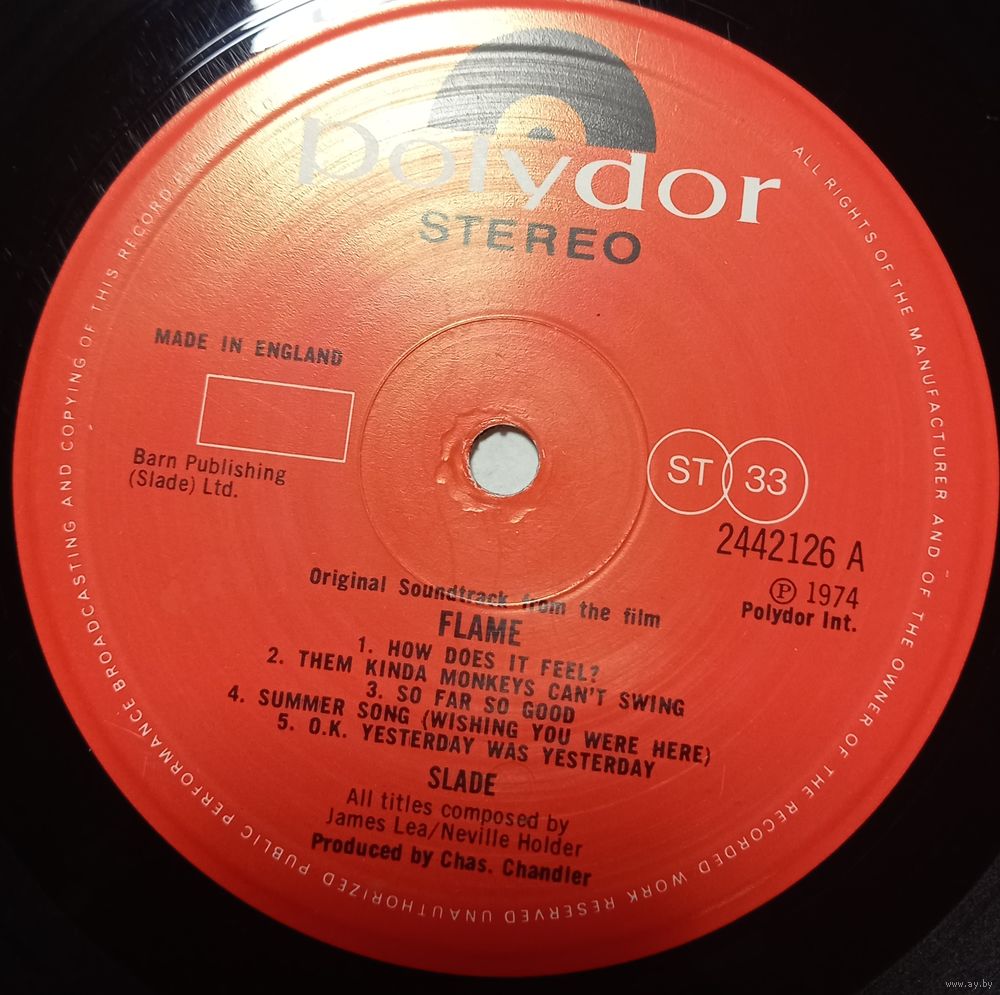 polydor
STEREO
ALL RIGHTS OF THE MANUFACTURER AND OF THE OWNER OF THE RECORDED WORK RESERVED UNAUTHORIZED PUBLIC PERFORMANCE BROADCASTING AND COPYING OF THIS RECORD
MADE IN ENGLAND
Barn Publishing
(Slade) Ltd.
ST 33
2442126 A
Ⓟ 1974
Polydor Int.
Original Soundtrack from the film
FLAME
1. HOW DOES IT FEEL?
2. THEM KINDA MONKEYS CAN'T SWING
3. SO FAR SO GOOD
4. SUMMER SONG (WISHING YOU WERE HERE)
5. O.K. YESTERDAY WAS YESTERDAY
SLADE
All titles composed by
James Lea/Neville Holder
Produced by Chas. Chandler
www.ay.by